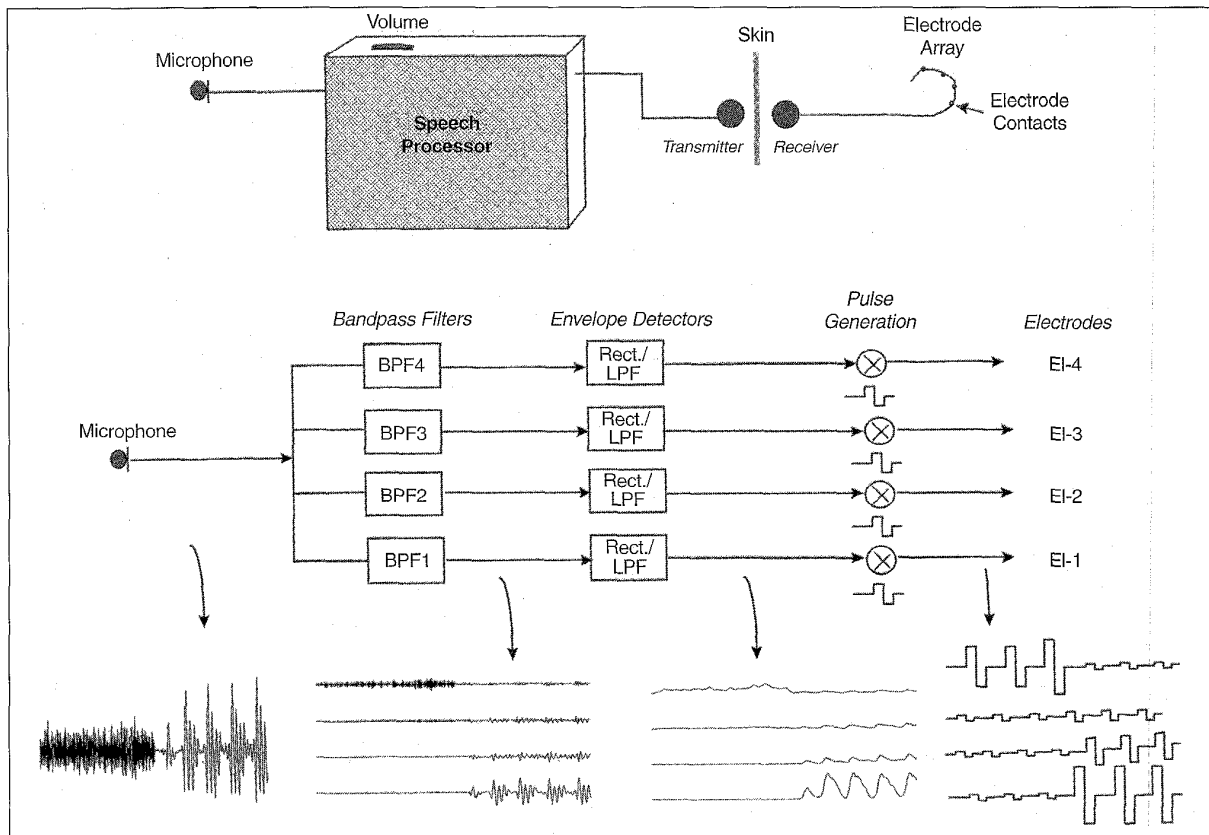 Volume
Microphone
Speech
Processor
Skin
Transmitter
Receiver
Electrode
Array
Electrode
Contacts
Bandpass Filters
Envelope Detectors
Pulse
Generation
Electrodes
BPF4
Rect./
LPF
El-4
Microphone
BPF3
Rect./
LPF
El-3
BPF2
Rect./
LPF
El-2
BPF1
Rect./
LPF
El-1